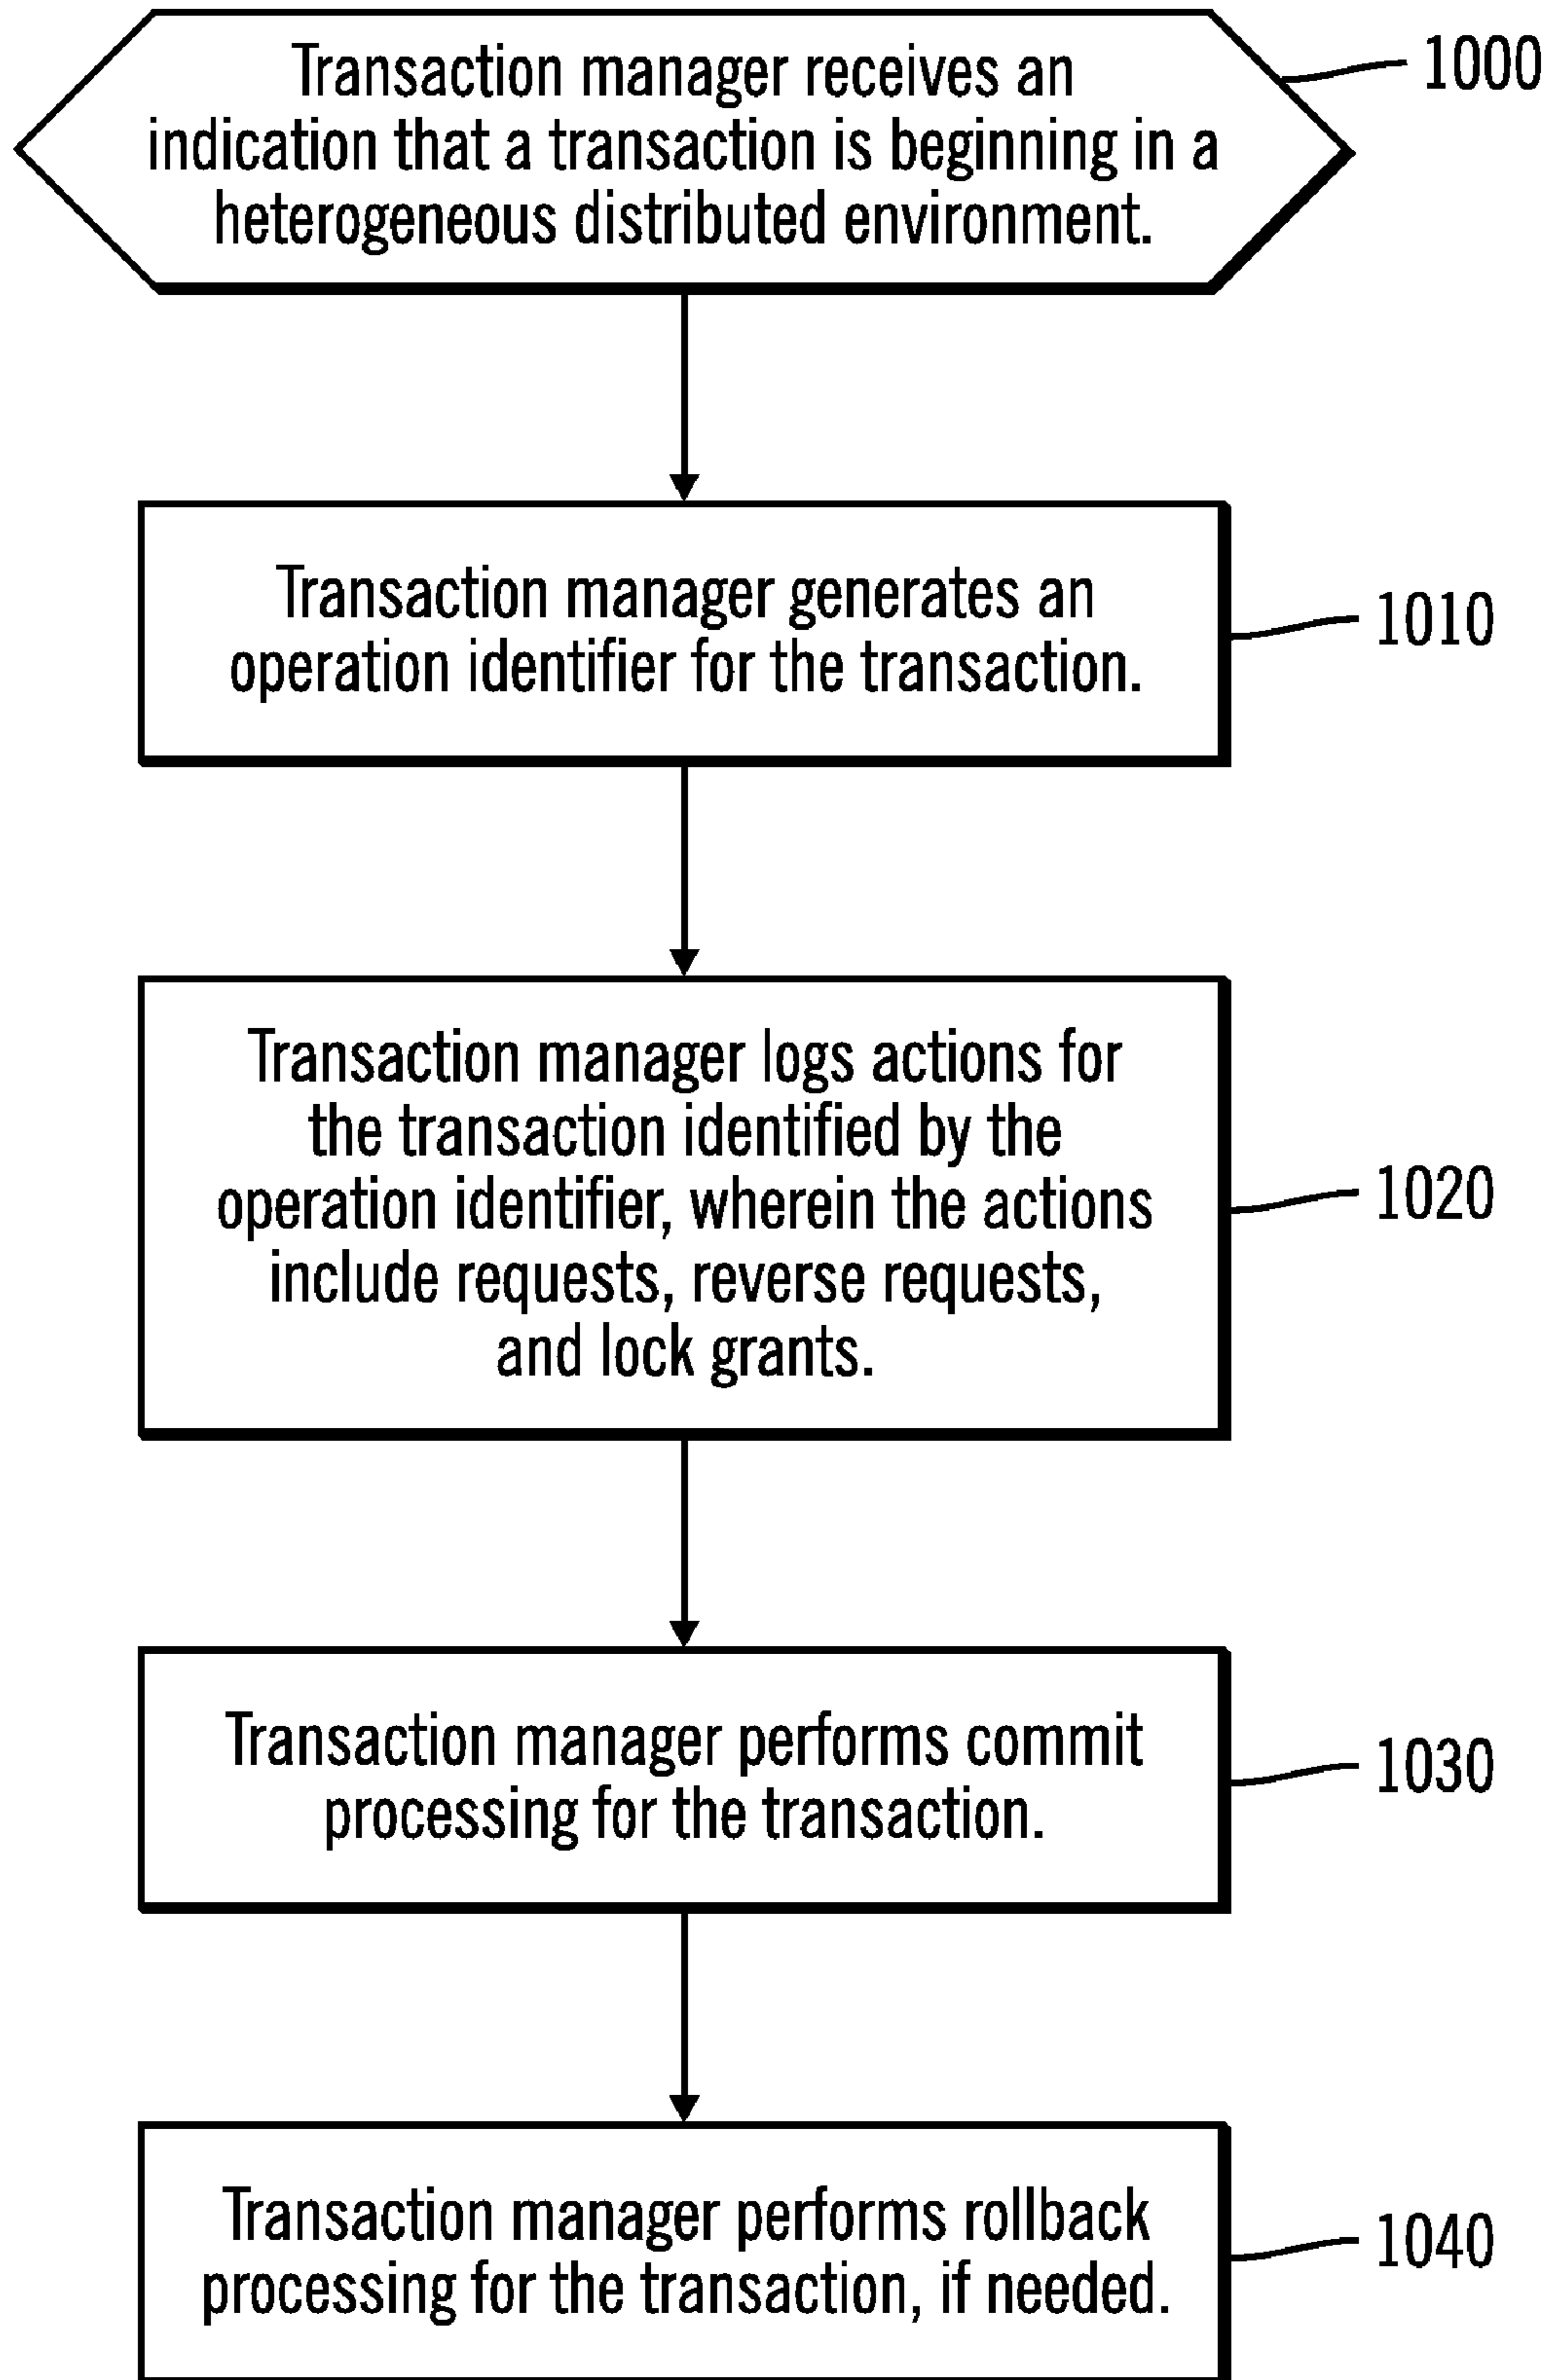 Transaction manager receives an
indication that a transaction is beginning in a
heterogeneous distributed environment.
1000
Transaction manager generates an
operation identifier for the transaction.
1010
Transaction manager logs actions for
the transaction identified by the
operation identifier, wherein the actions
include requests, reverse requests,
and lock grants.
1020
Transaction manager performs commit
processing for the transaction.
1030
Transaction manager performs rollback
processing for the transaction, if needed.
1040